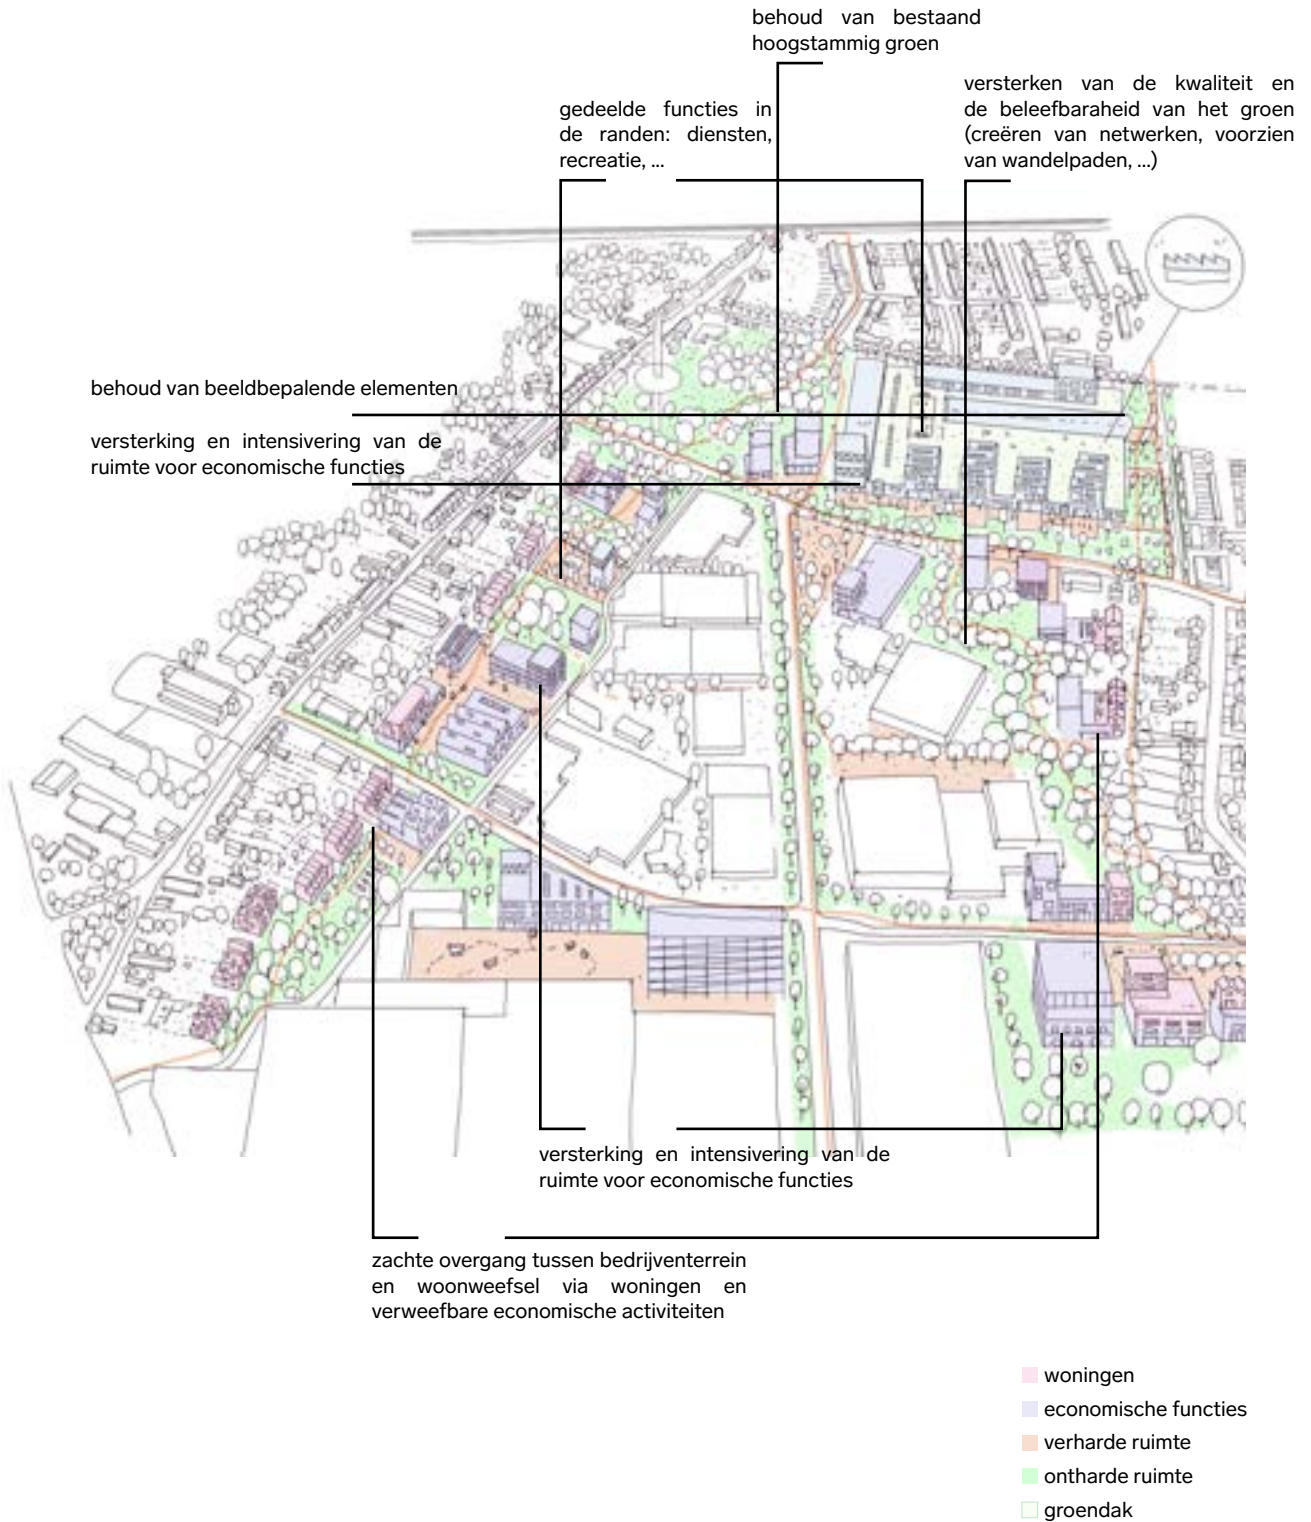 behoud van bestaand
hoogstammig groen
versterken van de kwaliteit en
de beleefbaraheid van het groen
(creëren van netwerken, voorzien
van wandelpaden, ...)
gedeelde functies in
de randen: diensten,
recreatie, ...
behoud van beeldbepalende elementen
versterking en intensivering van de
ruimte voor economische functies
versterking en intensivering van de
ruimte voor economische functies
zachte overgang tussen bedrijventerrein
en woonweefsel via woningen en
verweefbare economische activiteiten
woningen
economische functies
verharde ruimte
ontharde ruimte
groendak